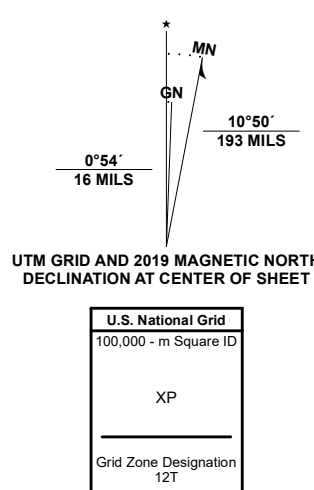 MN
GN
10°50´
193 MILS
0°54´
16 MILS
UTM GRID AND 2019 MAGNETIC NORTH
DECLINATION AT CENTER OF SHEET
U.S. National Grid
100,000 - m Square ID
XP
Grid Zone Designation
12T